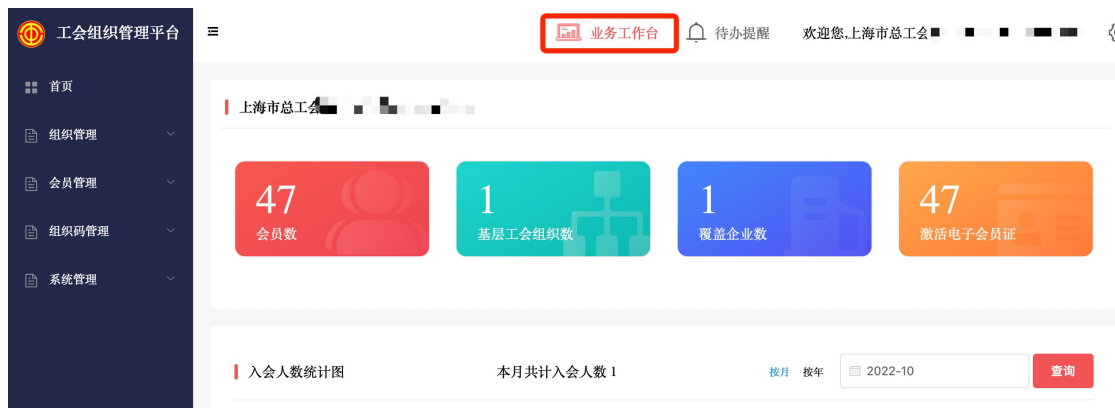 工会组织管理平台
业务工作台
待办提醒
欢迎您,上海市总工会
首页
组织管理
会员管理
组织码管理
系统管理
上海市总工会
47
会员数
1
基层工会组织数
1
覆盖企业数
47
激活电子会员证
入会人数统计图
本月共计入会人数 1
按月 按年
2022-10
查询